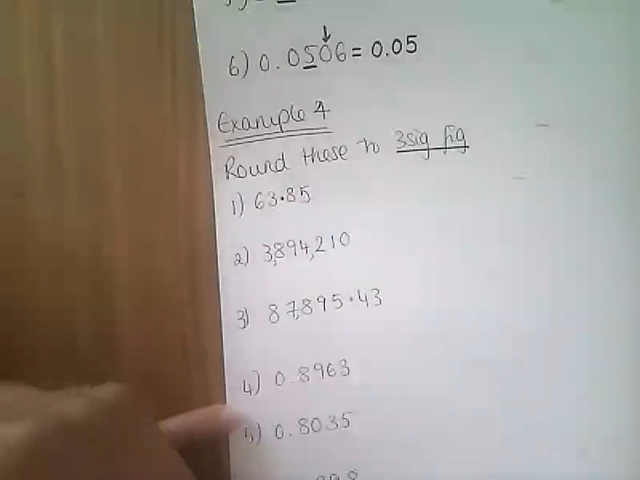 6) 0.0506 = 0.05
Example 4
Round these to 3sig fig
1) 63.85
2) 3,894,210
3) 87,895.43
4) 0.8963
5) 0.8035